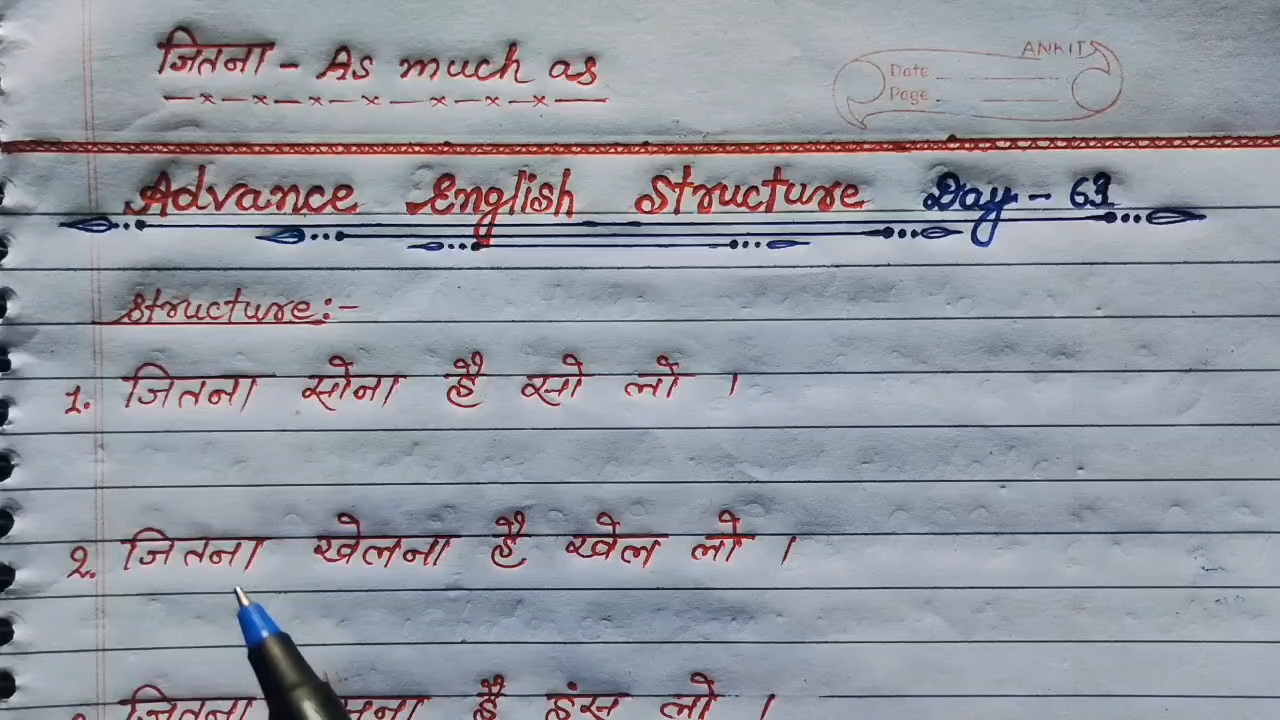 जितना - As much as
ANKIT
Date
Page
Advance English Structure Day - 63
Structure:-
1. जितना सोना है सो लो ।
2. जितना खेलना है खेल लो ।
जितना है हंस लो ।